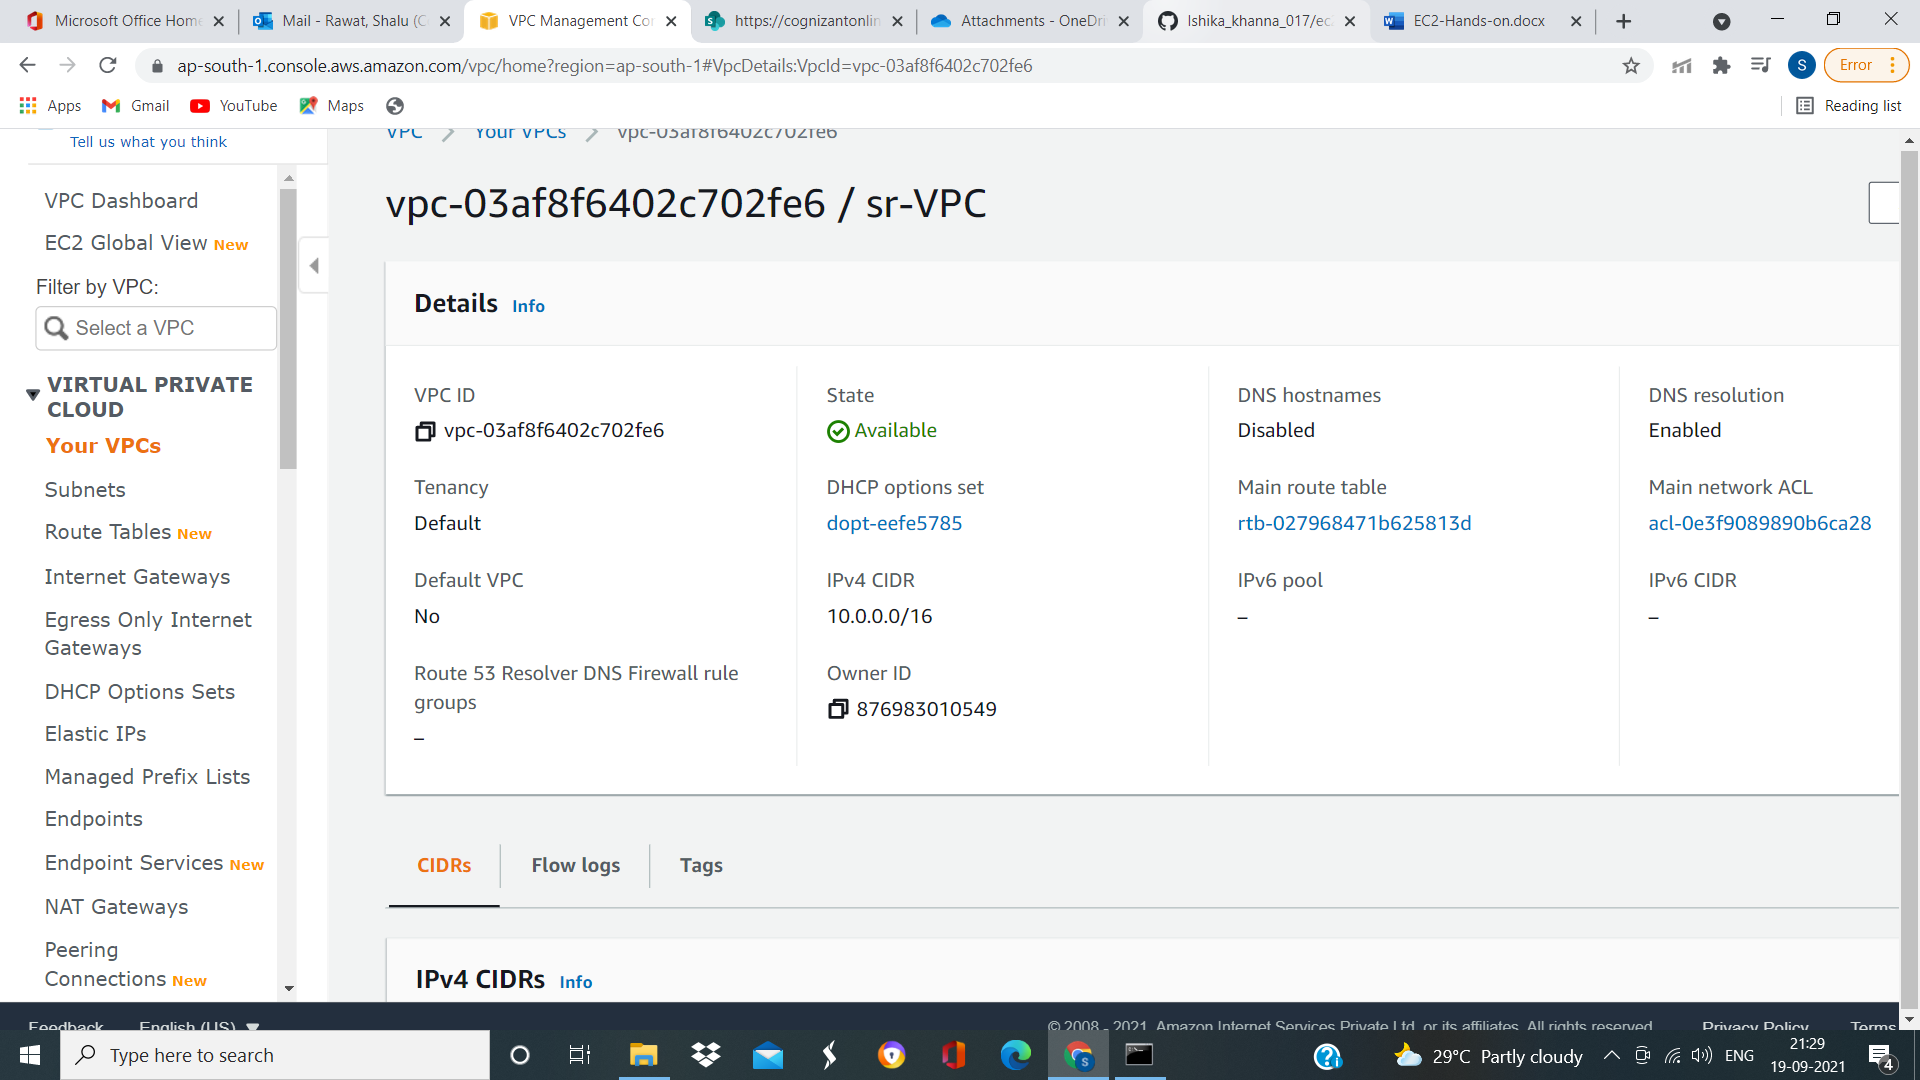 Microsoft Office Home
Mail - Rawat, Shalu (C
VPC Management Co
https://cognizantonlin
Attachments - OneDri
Ishika_khanna_017/ec
EC2-Hands-on.docx
ap-south-1.console.aws.amazon.com/vpc/home?region=ap-south-1#VpcDetails:VpcId=vpc-03af8f6402c702fe6
S
Error
Apps
Gmail
YouTube
Maps
Reading list
Tell us what you think
VPC Dashboard
EC2 Global View New
Filter by VPC:
Select a VPC
VIRTUAL PRIVATE
CLOUD
Your VPCs
Subnets
Route Tables New
Internet Gateways
Egress Only Internet
Gateways
DHCP Options Sets
Elastic IPs
Managed Prefix Lists
Endpoints
Endpoint Services New
NAT Gateways
Peering
Connections New
VPC
Your VPCs
vpc-03af8f6402c702fe6
vpc-03af8f6402c702fe6 / sr-VPC
Details Info
VPC ID
vpc-03af8f6402c702fe6
State
Available
DNS hostnames
Disabled
DNS resolution
Enabled
Tenancy
Default
DHCP options set
dopt-eefe5785
Main route table
rtb-027968471b625813d
Main network ACL
acl-0e3f9089890b6ca28
Default VPC
No
IPv4 CIDR
10.0.0.0/16
IPv6 pool
–
IPv6 CIDR
–
Route 53 Resolver DNS Firewall rule
groups
–
Owner ID
876983010549
CIDRs
Flow logs
Tags
IPv4 CIDRs Info
Feedback
English (US)
© 2008 - 2021, Amazon Internet Services Private Ltd. or its affiliates. All rights reserved.
Privacy Policy
Terms
Type here to search
29°C Partly cloudy
ENG
21:29
19-09-2021
4